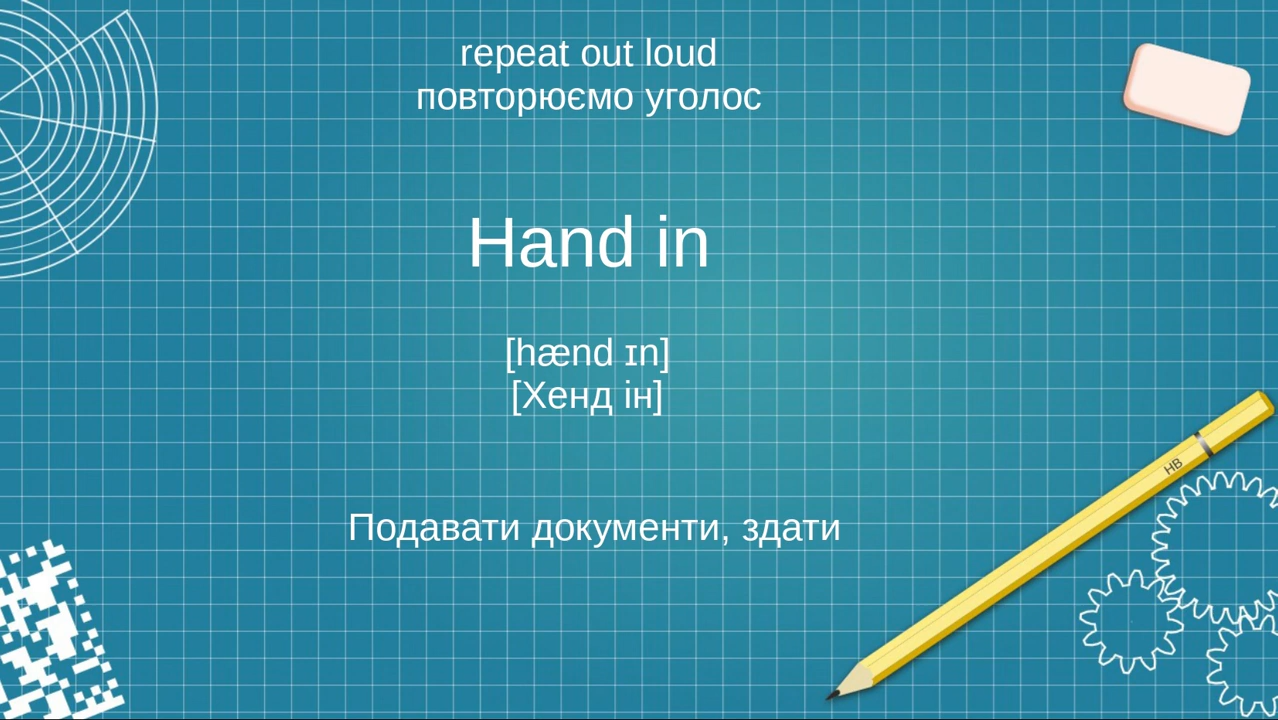 repeat out loud
повторюємо уголос
Hand in
[hænd ɪn]
[Хенд ін]
Подавати документи, здати
HB